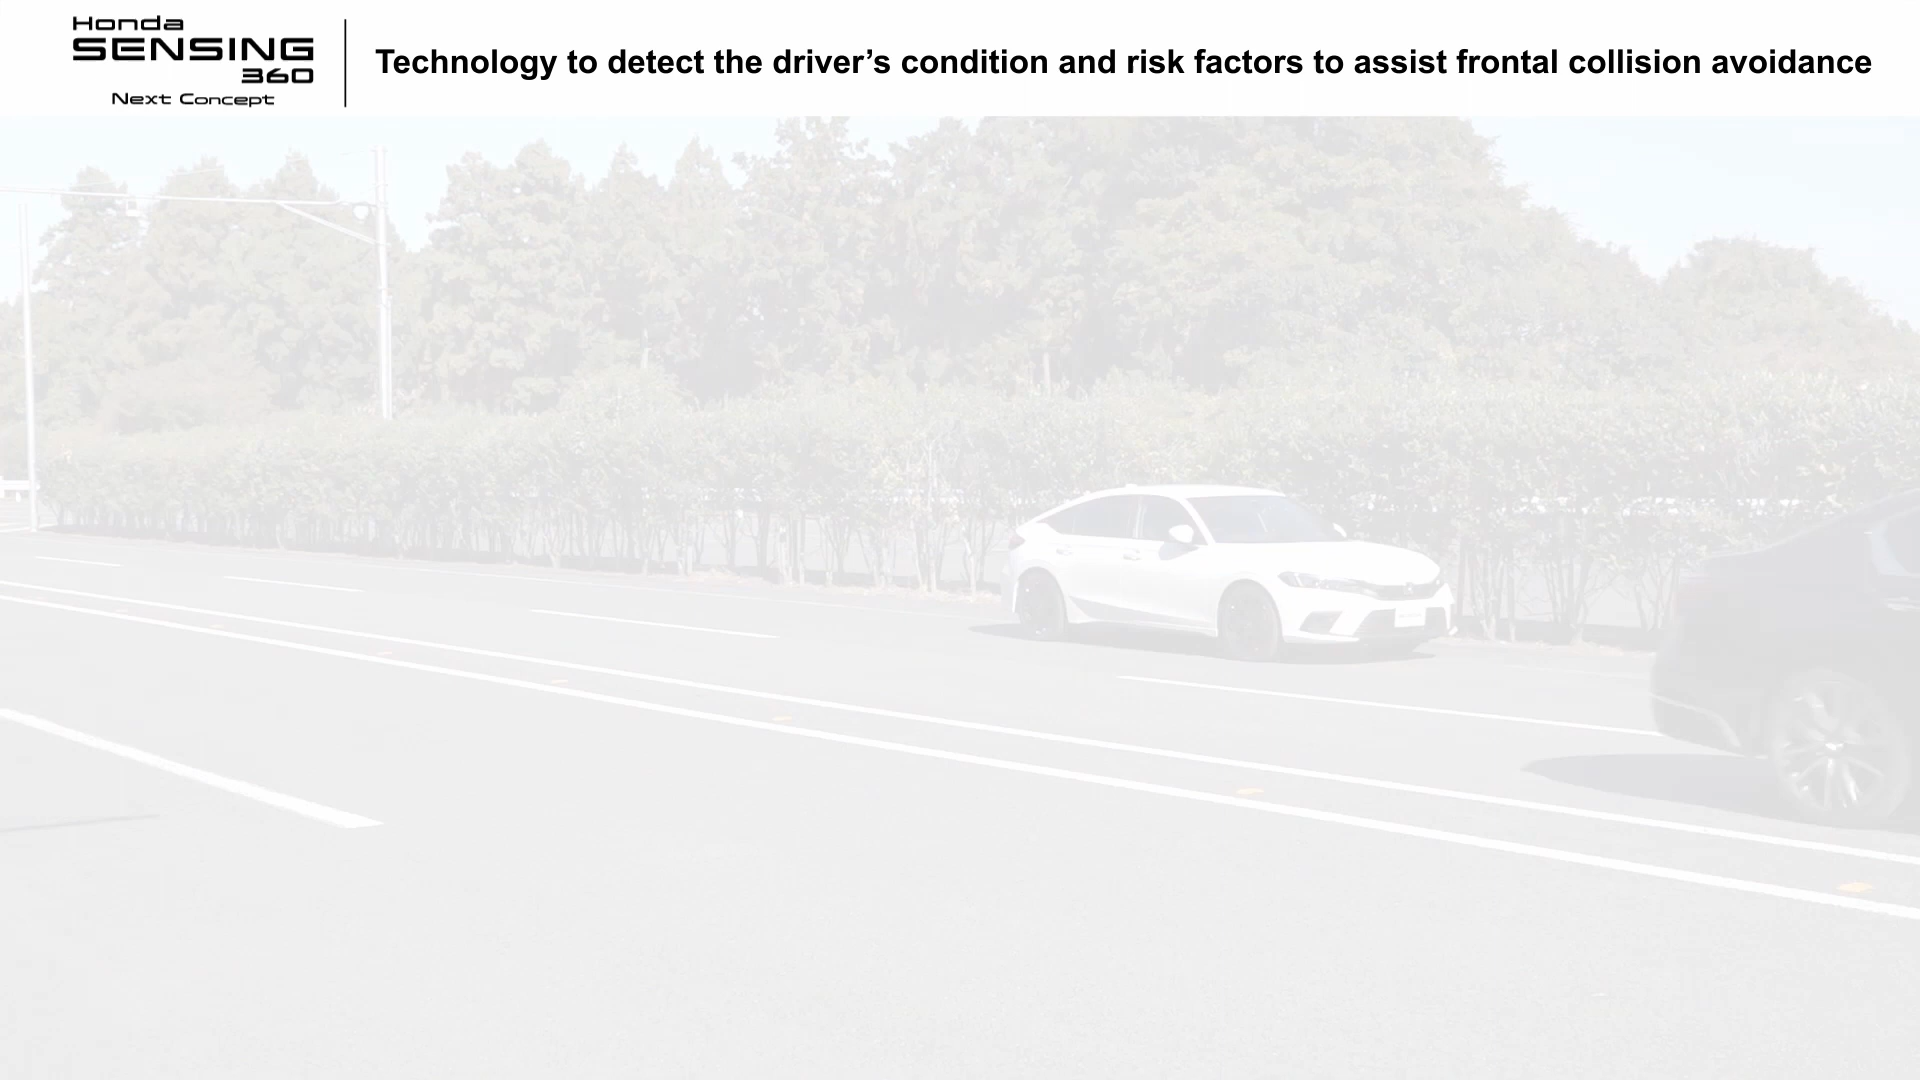 Honda
SENSING
360
Next Concept
Technology to detect the driver’s condition and risk factors to assist frontal collision avoidance